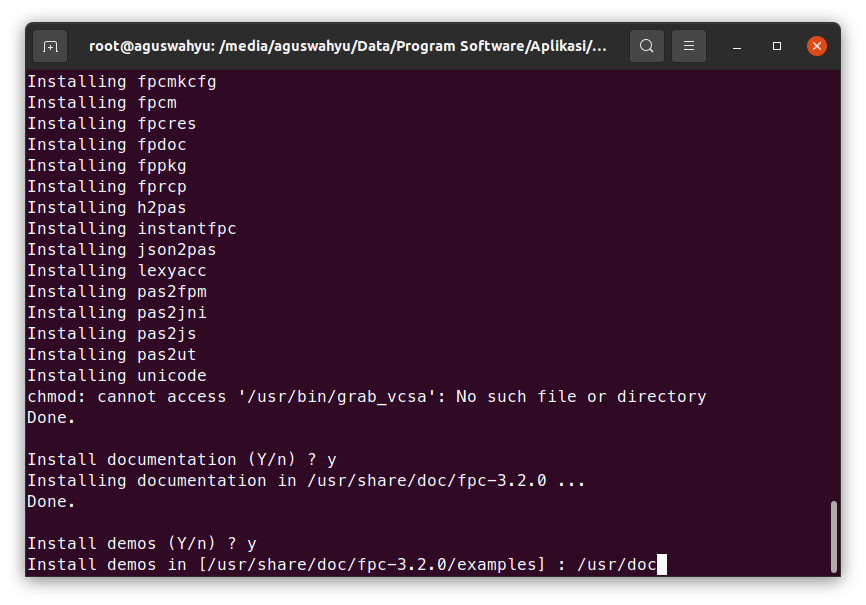 root@aguswahyu: /media/aguswahyu/Data/Program Software/Aplikasi/...
Installing fpcmkcfg
Installing fpcm
Installing fpcres
Installing fpdoc
Installing fppkg
Installing fprcp
Installing h2pas
Installing instantfpc
Installing json2pas
Installing lexyacc
Installing pas2fpm
Installing pas2jni
Installing pas2js
Installing pas2ut
Installing unicode
chmod: cannot access '/usr/bin/grab_vcsa': No such file or directory
Done.
Install documentation (Y/n) ? y
Installing documentation in /usr/share/doc/fpc-3.2.0 ...
Done.
Install demos (Y/n) ? y
Install demos in [/usr/share/doc/fpc-3.2.0/examples] : /usr/doc